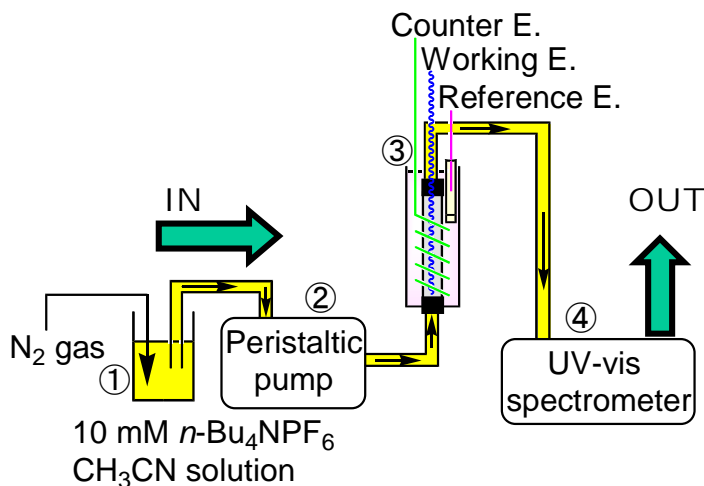 Counter E.
Working E.
Reference E.
③
IN
OUT
②
④
N₂ gas
①
Peristaltic
pump
UV-vis
spectrometer
10 mM n-Bu₄NPF₆
CH₃CN solution